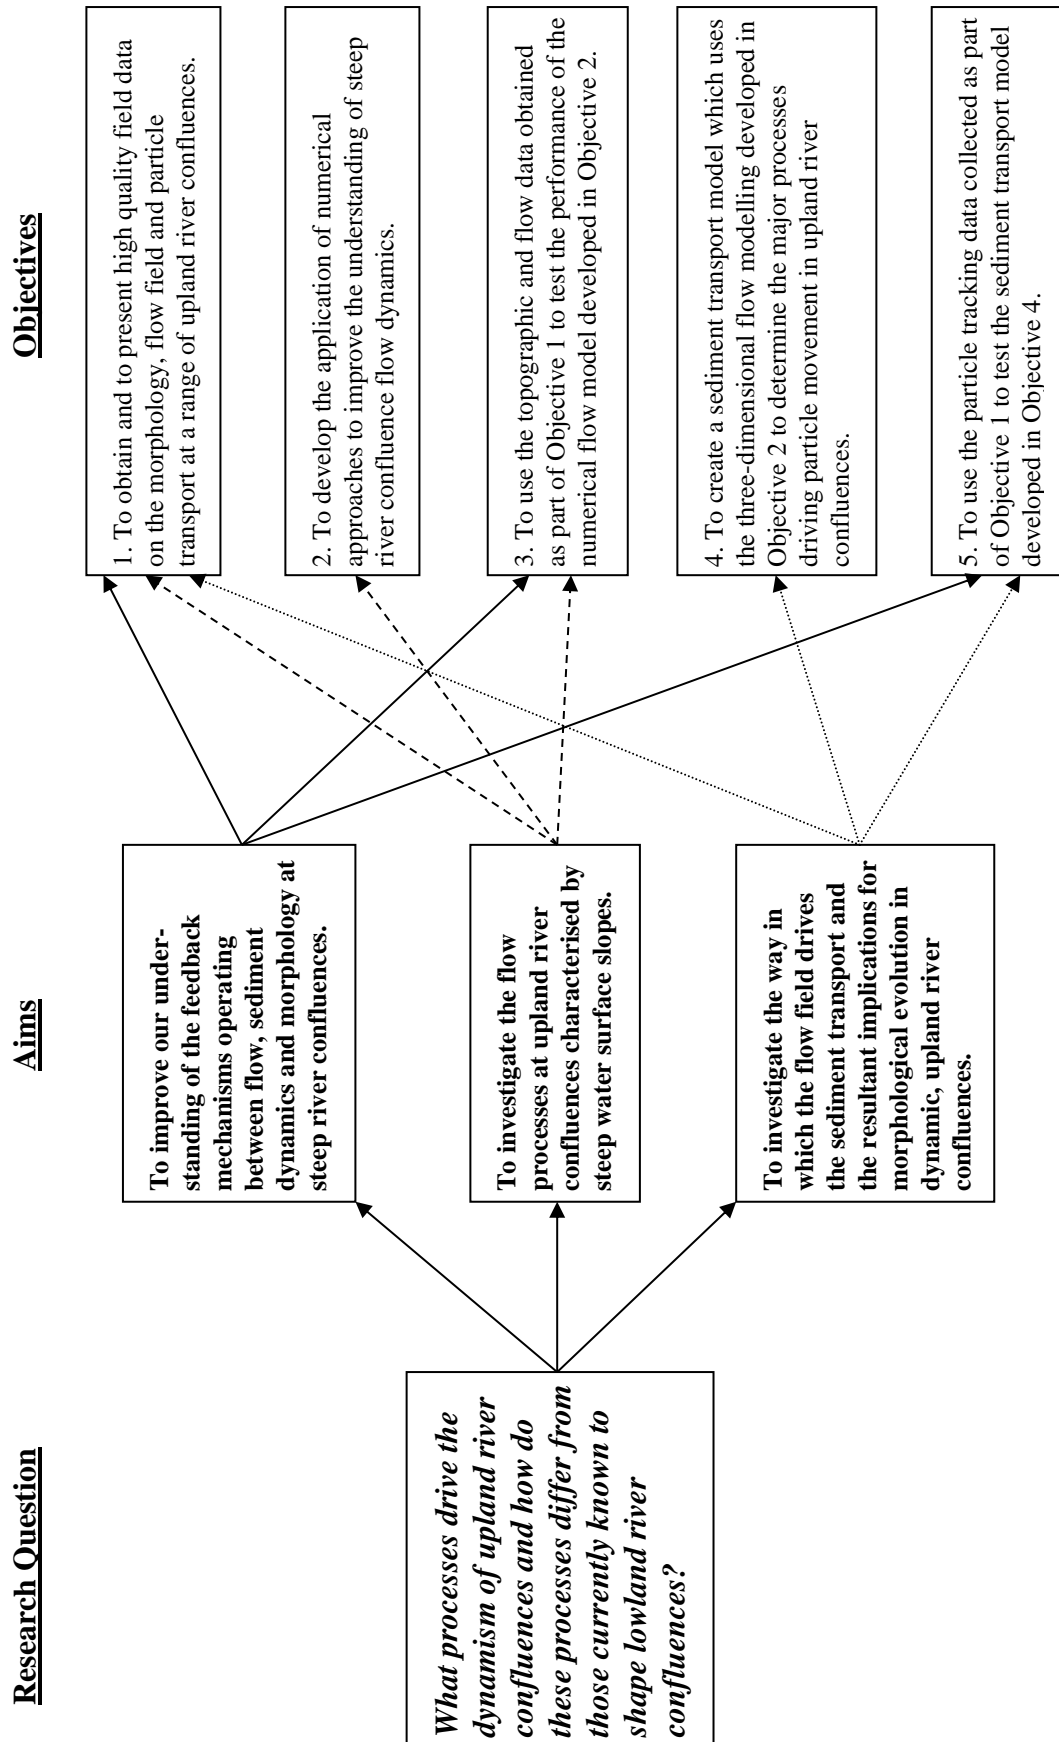 Research Question
What processes drive the
dynamism of upland river
confluences and how do
these processes differ from
those currently known to
shape lowland river
confluences?
Aims
To improve our under-
standing of the feedback
mechanisms operating
between flow, sediment
dynamics and morphology at
steep river confluences.
To investigate the flow
processes at upland river
confluences characterised by
steep water surface slopes.
To investigate the way in
which the flow field drives
the sediment transport and
the resultant implications for
morphological evolution in
dynamic, upland river
confluences.
Objectives
1. To obtain and to present high quality field data
on the morphology, flow field and particle
transport at a range of upland river confluences.
2. To develop the application of numerical
approaches to improve the understanding of steep
river confluence flow dynamics.
3. To use the topographic and flow data obtained
as part of Objective 1 to test the performance of the
numerical flow model developed in Objective 2.
4. To create a sediment transport model which uses
the three-dimensional flow modelling developed in
Objective 2 to determine the major processes
driving particle movement in upland river
confluences.
5. To use the particle tracking data collected as part
of Objective 1 to test the sediment transport model
developed in Objective 4.